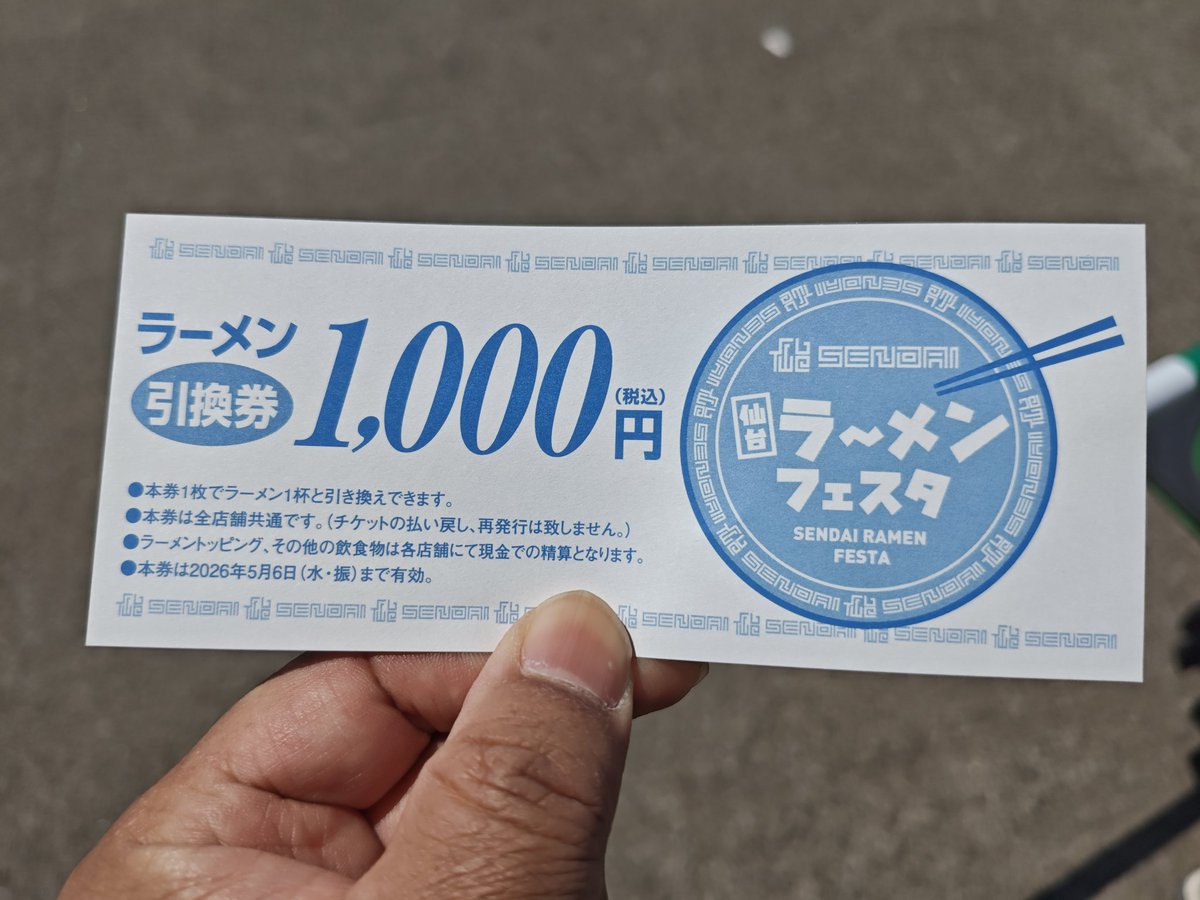 SENDAI SENDAI SENDAI SENDAI SENDAI SENDAI SENDAI SENDAI
ラーメン
引換券
1,000
(税込)
円
●本券1枚でラーメン1杯と引き換えできます。
●本券は全店舗共通です。(チケットの払い戻し、再発行は致しません。)
●ラーメントッピング、その他の飲食物は各店舗にて現金での精算となります。
●本券は2026年5月6日(水・振)まで有効。
SENDAI
仙台
ラーメン
フェスタ
SENDAI RAMEN
FESTA
SENDAI SENDAI SENDAI SENDAI SENDAI SENDAI SENDAI SENDAI